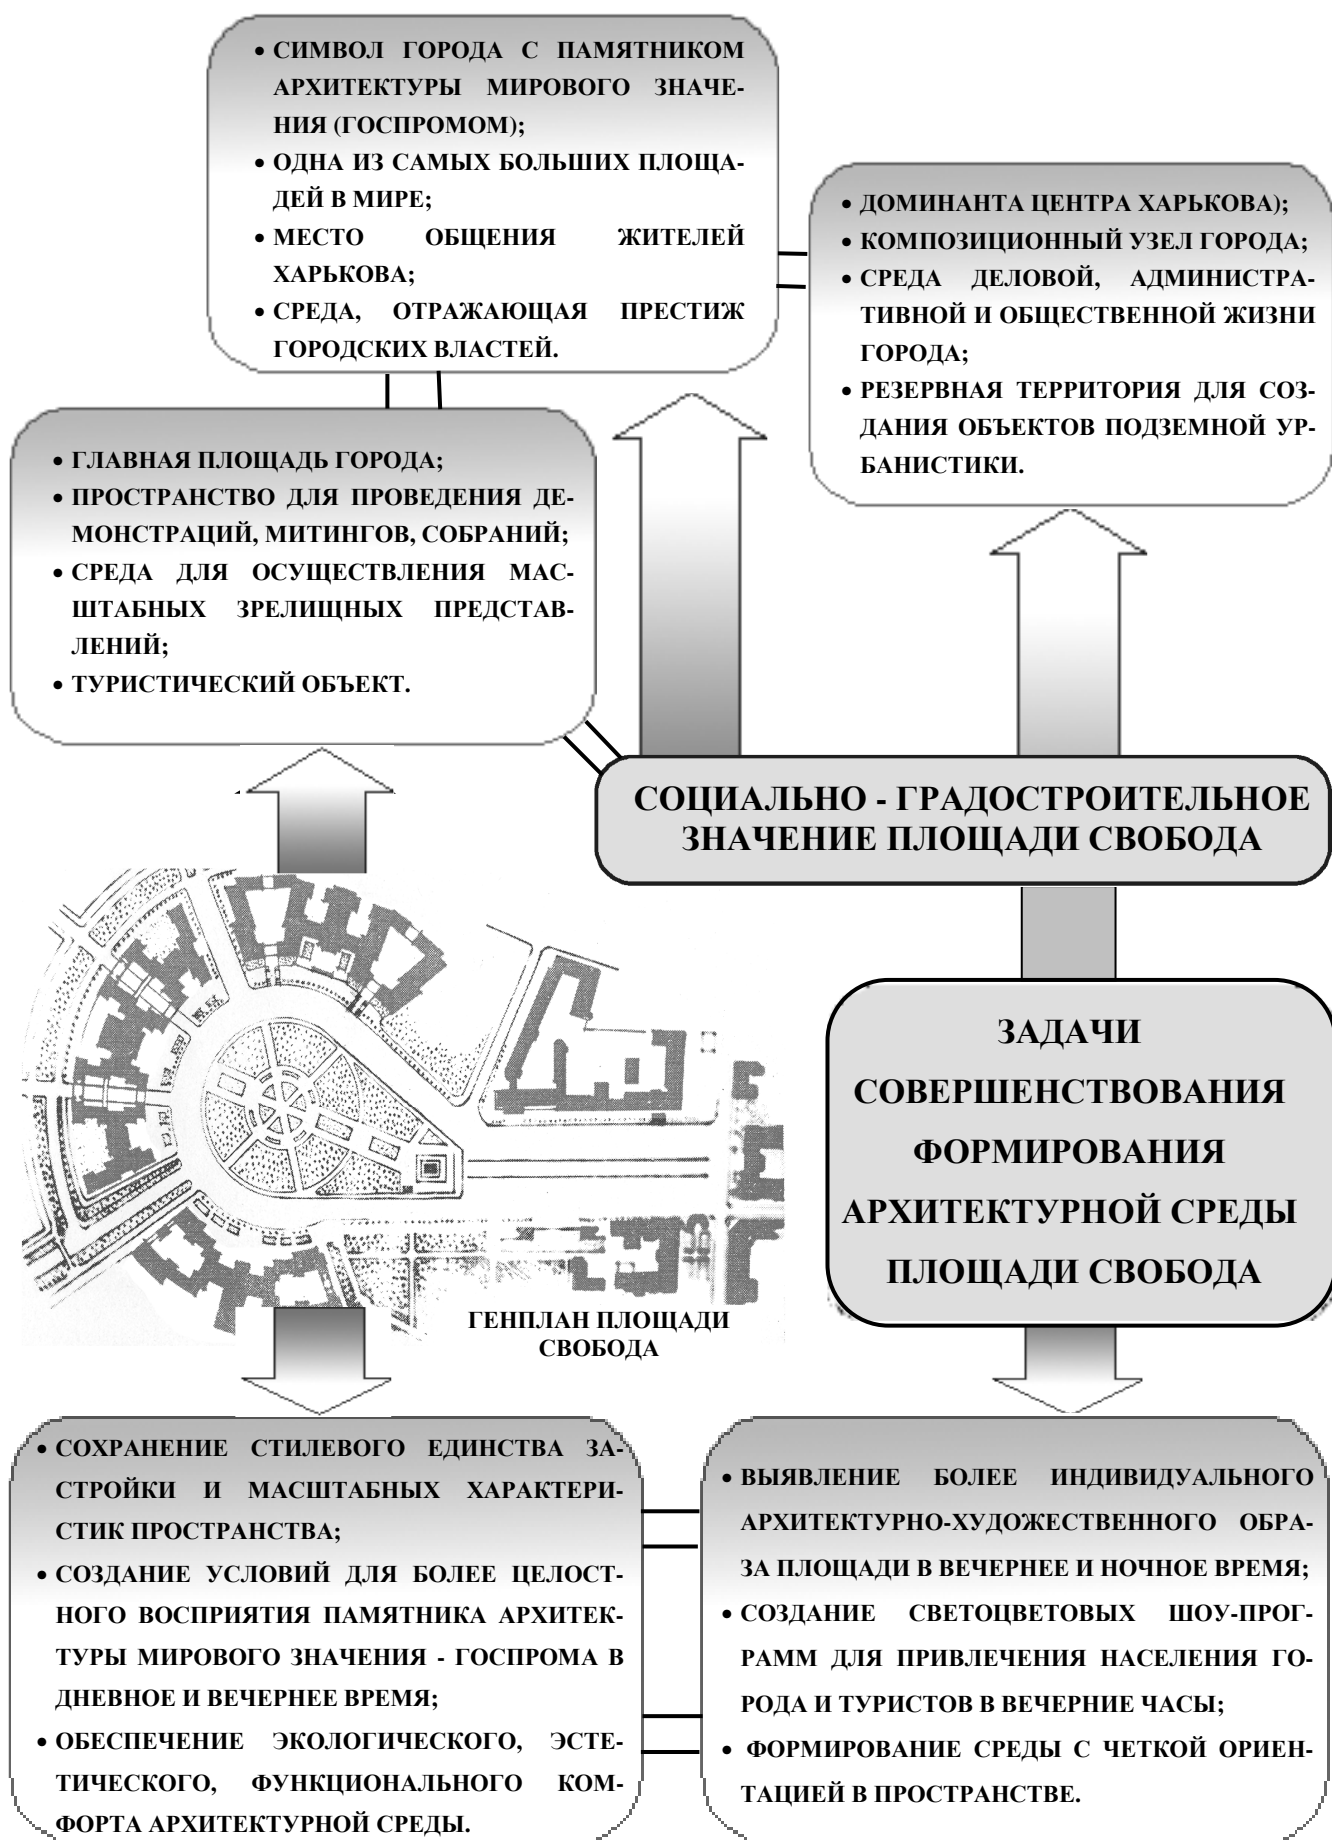 • СИМВОЛ ГОРОДА С ПАМЯТНИКОМ
АРХИТЕКТУРЫ МИРОВОГО ЗНАЧЕ-
НИЯ (ГОСПРОМОМ);
• ОДНА ИЗ САМЫХ БОЛЬШИХ ПЛОЩА-
ДЕЙ В МИРЕ;
• МЕСТО ОБЩЕНИЯ ЖИТЕЛЕЙ
ХАРЬКОВА;
• СРЕДА, ОТРАЖАЮЩАЯ ПРЕСТИЖ
ГОРОДСКИХ ВЛАСТЕЙ.
• ДОМИНАНТА ЦЕНТРА ХАРЬКОВА);
• КОМПОЗИЦИОННЫЙ УЗЕЛ ГОРОДА;
• СРЕДА ДЕЛОВОЙ, АДМИНИСТРА-
ТИВНОЙ И ОБЩЕСТВЕННОЙ ЖИЗНИ
ГОРОДА;
• РЕЗЕРВНАЯ ТЕРРИТОРИЯ ДЛЯ СОЗ-
ДАНИЯ ОБЪЕКТОВ ПОДЗЕМНОЙ УР-
БАНИСТИКИ.
• ГЛАВНАЯ ПЛОЩАДЬ ГОРОДА;
• ПРОСТРАНСТВО ДЛЯ ПРОВЕДЕНИЯ ДЕ-
МОНСТРАЦИЙ, МИТИНГОВ, СОБРАНИЙ;
• СРЕДА ДЛЯ ОСУЩЕСТВЛЕНИЯ МАС-
ШТАБНЫХ ЗРЕЛИЩНЫХ ПРЕДСТАВ-
ЛЕНИЙ;
• ТУРИСТИЧЕСКИЙ ОБЪЕКТ.
СОЦИАЛЬНО - ГРАДОСТРОИТЕЛЬНОЕ
ЗНАЧЕНИЕ ПЛОЩАДИ СВОБОДА
ЗАДАЧИ
СОВЕРШЕНСТВОВАНИЯ
ФОРМИРОВАНИЯ
АРХИТЕКТУРНОЙ СРЕДЫ
ПЛОЩАДИ СВОБОДА
ГЕНПЛАН ПЛОЩАДИ
СВОБОДА
• СОХРАНЕНИЕ СТИЛЕВОГО ЕДИНСТВА ЗА-
СТРОЙКИ И МАСШТАБНЫХ ХАРАКТЕРИ-
СТИК ПРОСТРАНСТВА;
• СОЗДАНИЕ УСЛОВИЙ ДЛЯ БОЛЕЕ ЦЕЛОСТ-
НОГО ВОСПРИЯТИЯ ПАМЯТНИКА АРХИТЕК-
ТУРЫ МИРОВОГО ЗНАЧЕНИЯ - ГОСПРОМА В
ДНЕВНОЕ И ВЕЧЕРНЕЕ ВРЕМЯ;
• ОБЕСПЕЧЕНИЕ ЭКОЛОГИЧЕСКОГО, ЭСТЕ-
ТИЧЕСКОГО, ФУНКЦИОНАЛЬНОГО КОМ-
ФОРТА АРХИТЕКТУРНОЙ СРЕДЫ.
• ВЫЯВЛЕНИЕ БОЛЕЕ ИНДИВИДУАЛЬНОГО
АРХИТЕКТУРНО-ХУДОЖЕСТВЕННОГО ОБРА-
ЗА ПЛОЩАДИ В ВЕЧЕРНЕЕ И НОЧНОЕ ВРЕМЯ;
• СОЗДАНИЕ СВЕТОЦВЕТОВЫХ ШОУ-ПРОГ-
РАММ ДЛЯ ПРИВЛЕЧЕНИЯ НАСЕЛЕНИЯ ГО-
РОДА И ТУРИСТОВ В ВЕЧЕРНИЕ ЧАСЫ;
• ФОРМИРОВАНИЕ СРЕДЫ С ЧЕТКОЙ ОРИЕН-
ТАЦИЕЙ В ПРОСТРАНСТВЕ.